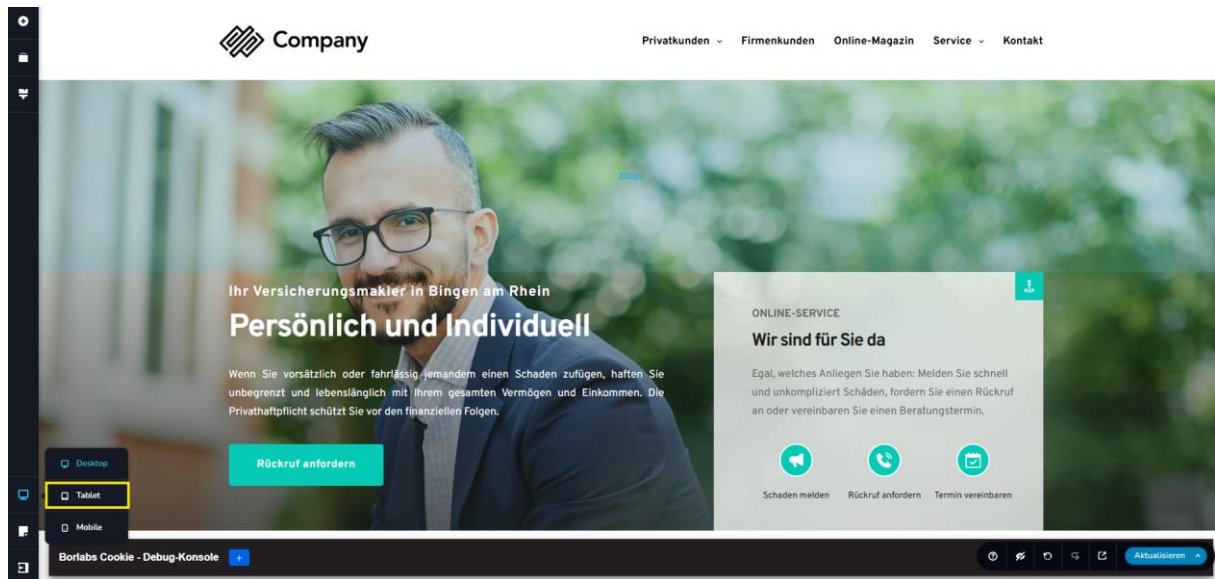 Company
Privatkunden
Firmenkunden
Online-Magazin
Service
Kontakt
300px
Ihr Versicherungsmakler in Bingen am Rhein
Persönlich und Individuell
Wenn Sie vorsätzlich oder fahrlässig jemandem einen Schaden zufügen, haften Sie
unbegrenzt und lebenslänglich mit Ihrem gesamten Vermögen und Einkommen. Die
Privathaftpflicht schützt Sie vor den finanziellen Folgen.
Rückruf anfordern
ONLINE-SERVICE
Wir sind für Sie da
Egal, welches Anliegen Sie haben: Melden Sie schnell
und unkompliziert Schäden, fordern Sie einen Rückruf
an oder vereinbaren Sie einen Beratungstermin.
Schaden melden
Rückruf anfordern
Termin vereinbaren
Desktop
Tablet
Mobile
Borlabs Cookie - Debug-Konsole
+
Aktualisieren